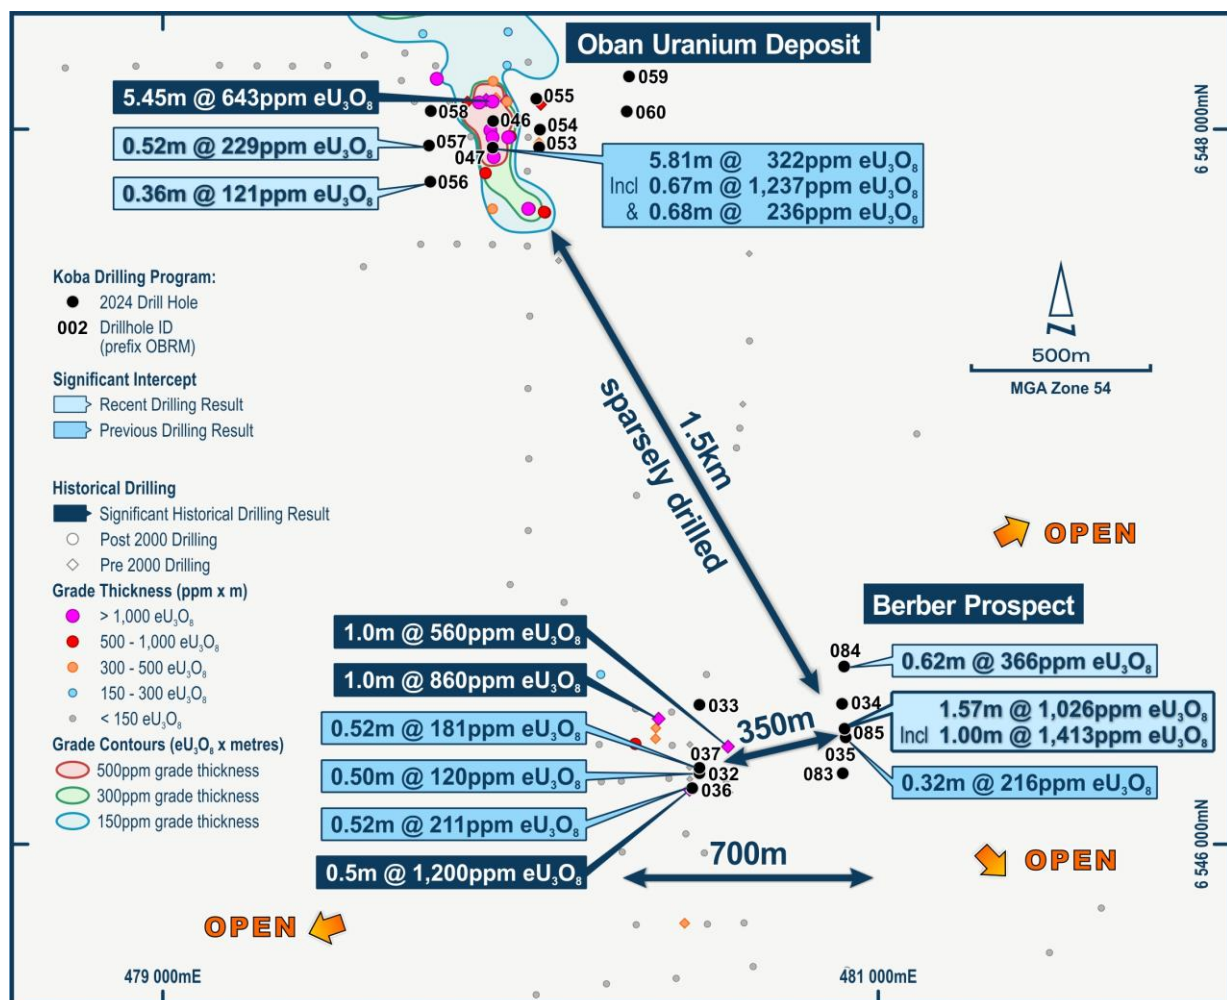 Oban Uranium Deposit
059
5.45m @ 643ppm eU₃O₈
055
058
046
060
054
0.52m @ 229ppm eU₃O₈
057
053
047
5.81m @ 322ppm eU₃O₈
Incl 0.67m @ 1,237ppm eU₃O₈
& 0.68m @ 236ppm eU₃O₈
0.36m @ 121ppm eU₃O₈
056
6 548 000mN
Koba Drilling Program:
2024 Drill Hole
002 Drillhole ID
(prefix OBRM)
Significant Intercept
Recent Drilling Result
Previous Drilling Result
Historical Drilling
Significant Historical Drilling Result
Post 2000 Drilling
Pre 2000 Drilling
Grade Thickness (ppm x m)
> 1,000 eU₃O₈
500 - 1,000 eU₃O₈
300 - 500 eU₃O₈
150 - 300 eU₃O₈
< 150 eU₃O₈
Grade Contours (eU₃O₈ x metres)
500ppm grade thickness
300ppm grade thickness
150ppm grade thickness
N
500m
MGA Zone 54
1.5km
sparsely drilled
OPEN
Berber Prospect
1.0m @ 560ppm eU₃O₈
084
0.62m @ 366ppm eU₃O₈
1.0m @ 860ppm eU₃O₈
033
034
350m
1.57m @ 1,026ppm eU₃O₈
Incl 1.00m @ 1,413ppm eU₃O₈
0.52m @ 181ppm eU₃O₈
085
037
035
0.50m @ 120ppm eU₃O₈
032
083
0.32m @ 216ppm eU₃O₈
036
0.52m @ 211ppm eU₃O₈
0.5m @ 1,200ppm eU₃O₈
700m
OPEN
6 546 000mN
OPEN
479 000mE
481 000mE